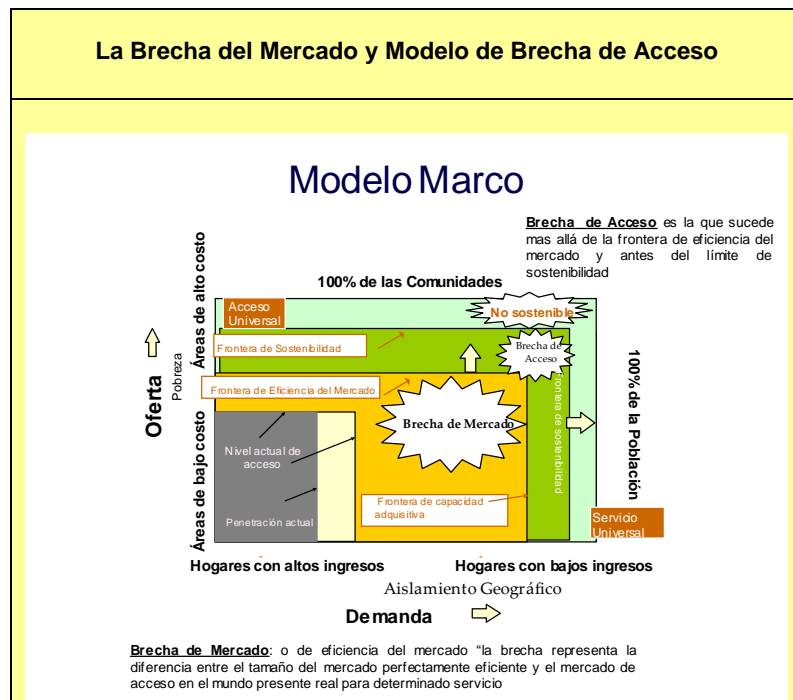 La Brecha del Mercado y Modelo de Brecha de Acceso
Modelo Marco
Brecha de Acceso es la que sucede
mas allá de la frontera de eficiencia del
mercado y antes del límite de
sostenibilidad
100% de las Comunidades
Áreas de alto costo
Acceso
Universal
No sostenible
Frontera de Sostenibilidad
Brecha de
Acceso
Oferta
Pobreza
Frontera de Eficiencia del Mercado
Brecha de Mercado
Frontera de sostenibilidad
100% de la Población
Áreas de bajo costo
Nivel actual de
acceso
Frontera de capacidad
adquisitiva
Penetración actual
Servicio
Universal
Hogares con altos ingresos
Hogares con bajos ingresos
Aislamiento Geográfico
Demanda
Brecha de Mercado: o de eficiencia del mercado “la brecha representa la
diferencia entre el tamaño del mercado perfectamente eficiente y el mercado de
acceso en el mundo presente real para determinado servicio